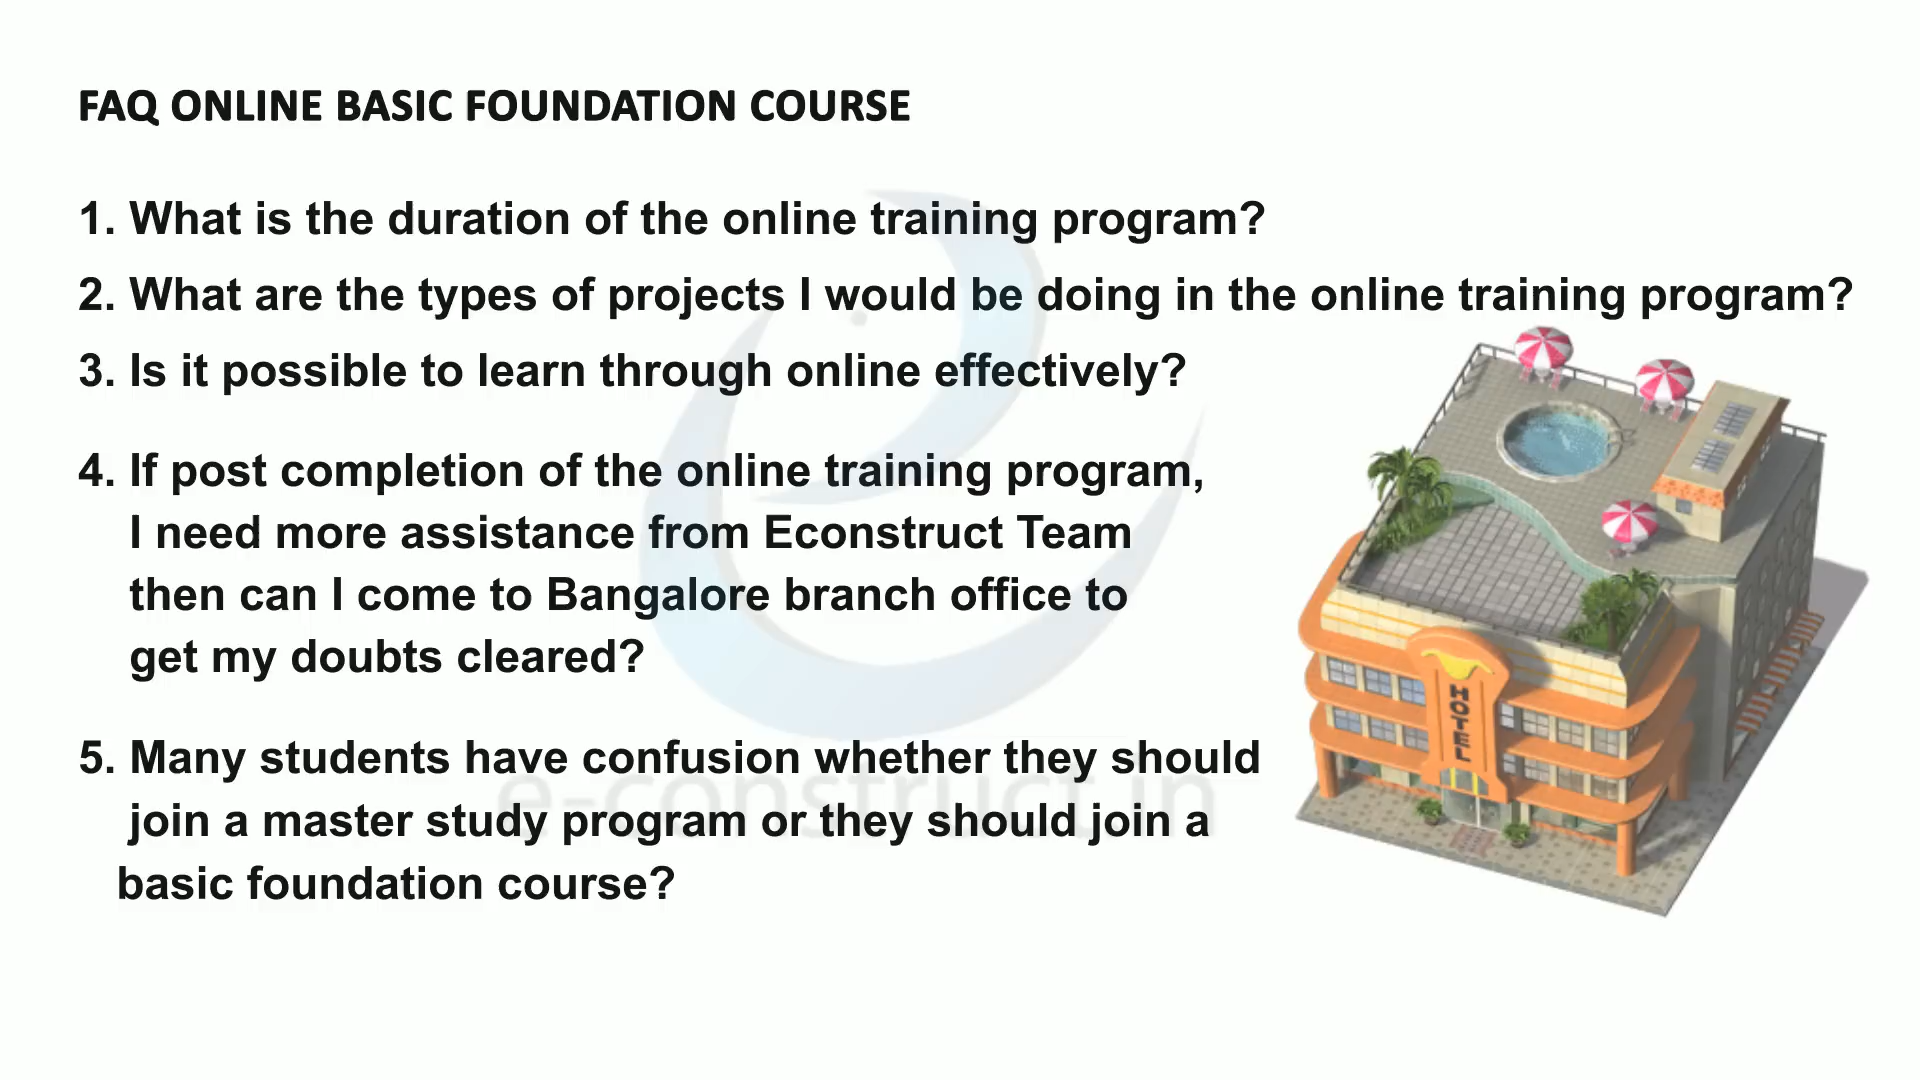 FAQ ONLINE BASIC FOUNDATION COURSE
1. What is the duration of the online training program?
2. What are the types of projects I would be doing in the online training program?
3. Is it possible to learn through online effectively?
4. If post completion of the online training program,
I need more assistance from Econstruct Team
then can I come to Bangalore branch office to
get my doubts cleared?
5. Many students have confusion whether they should
join a master study program or they should join a
basic foundation course?
e-construct.in
HOTEL